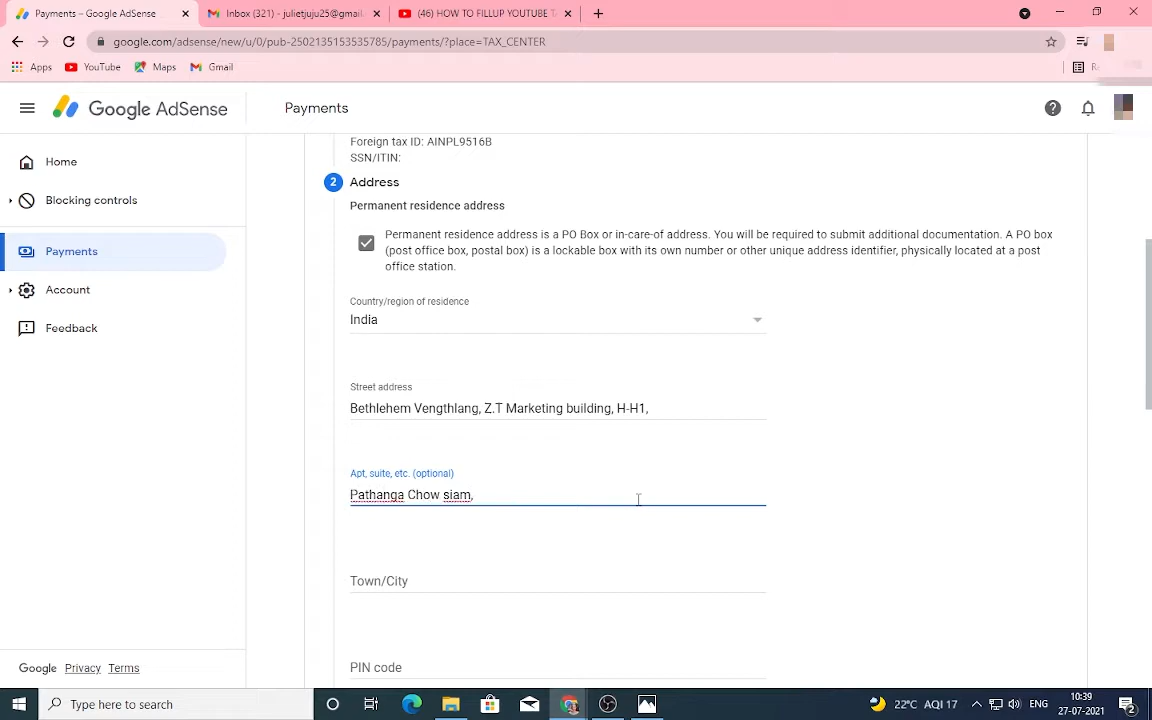 Payments – Google AdSense
Inbox (321) - julietjuju25@gmail.
(46) HOW TO FILLUP YOUTUBE T
google.com/adsense/new/u/0/pub-2502135153535785/payments/?place=TAX_CENTER
Apps
YouTube
Maps
Gmail
Google AdSense
Payments
Home
Blocking controls
Payments
Account
Feedback
Foreign tax ID: AINPL9516B
SSN/ITIN:
2 Address
Permanent residence address
Permanent residence address is a PO Box or in-care-of address. You will be required to submit additional documentation. A PO box
(post office box, postal box) is a lockable box with its own number or other unique address identifier, physically located at a post
office station.
Country/region of residence
India
Street address
Bethlehem Vengthlang, Z.T Marketing building, H-H1,
Apt, suite, etc. (optional)
Pathanga Chow siam,
Town/City
PIN code
Google Privacy Terms
Type here to search
22°C AQI 17
ENG
10:39
27-07-2021
2